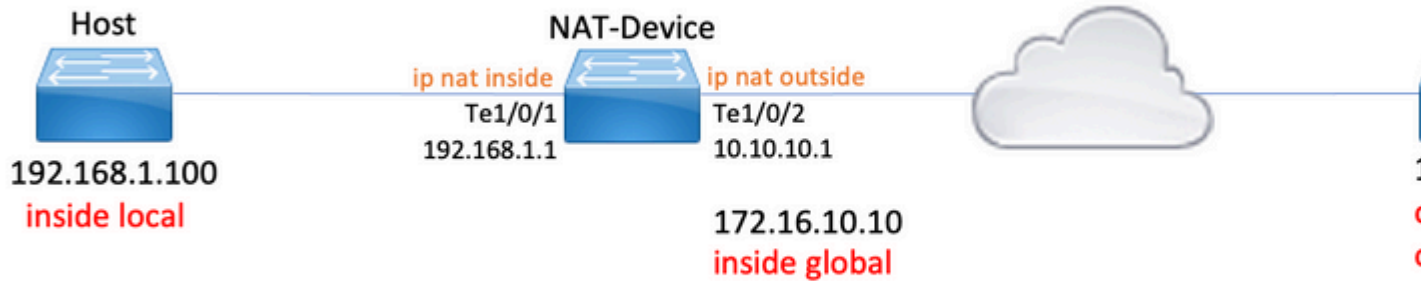 Host
NAT-Device
ip nat inside
ip nat outside
Te1/0/1
Te1/0/2
192.168.1.1
10.10.10.1
192.168.1.100
inside local
172.16.10.10
inside global